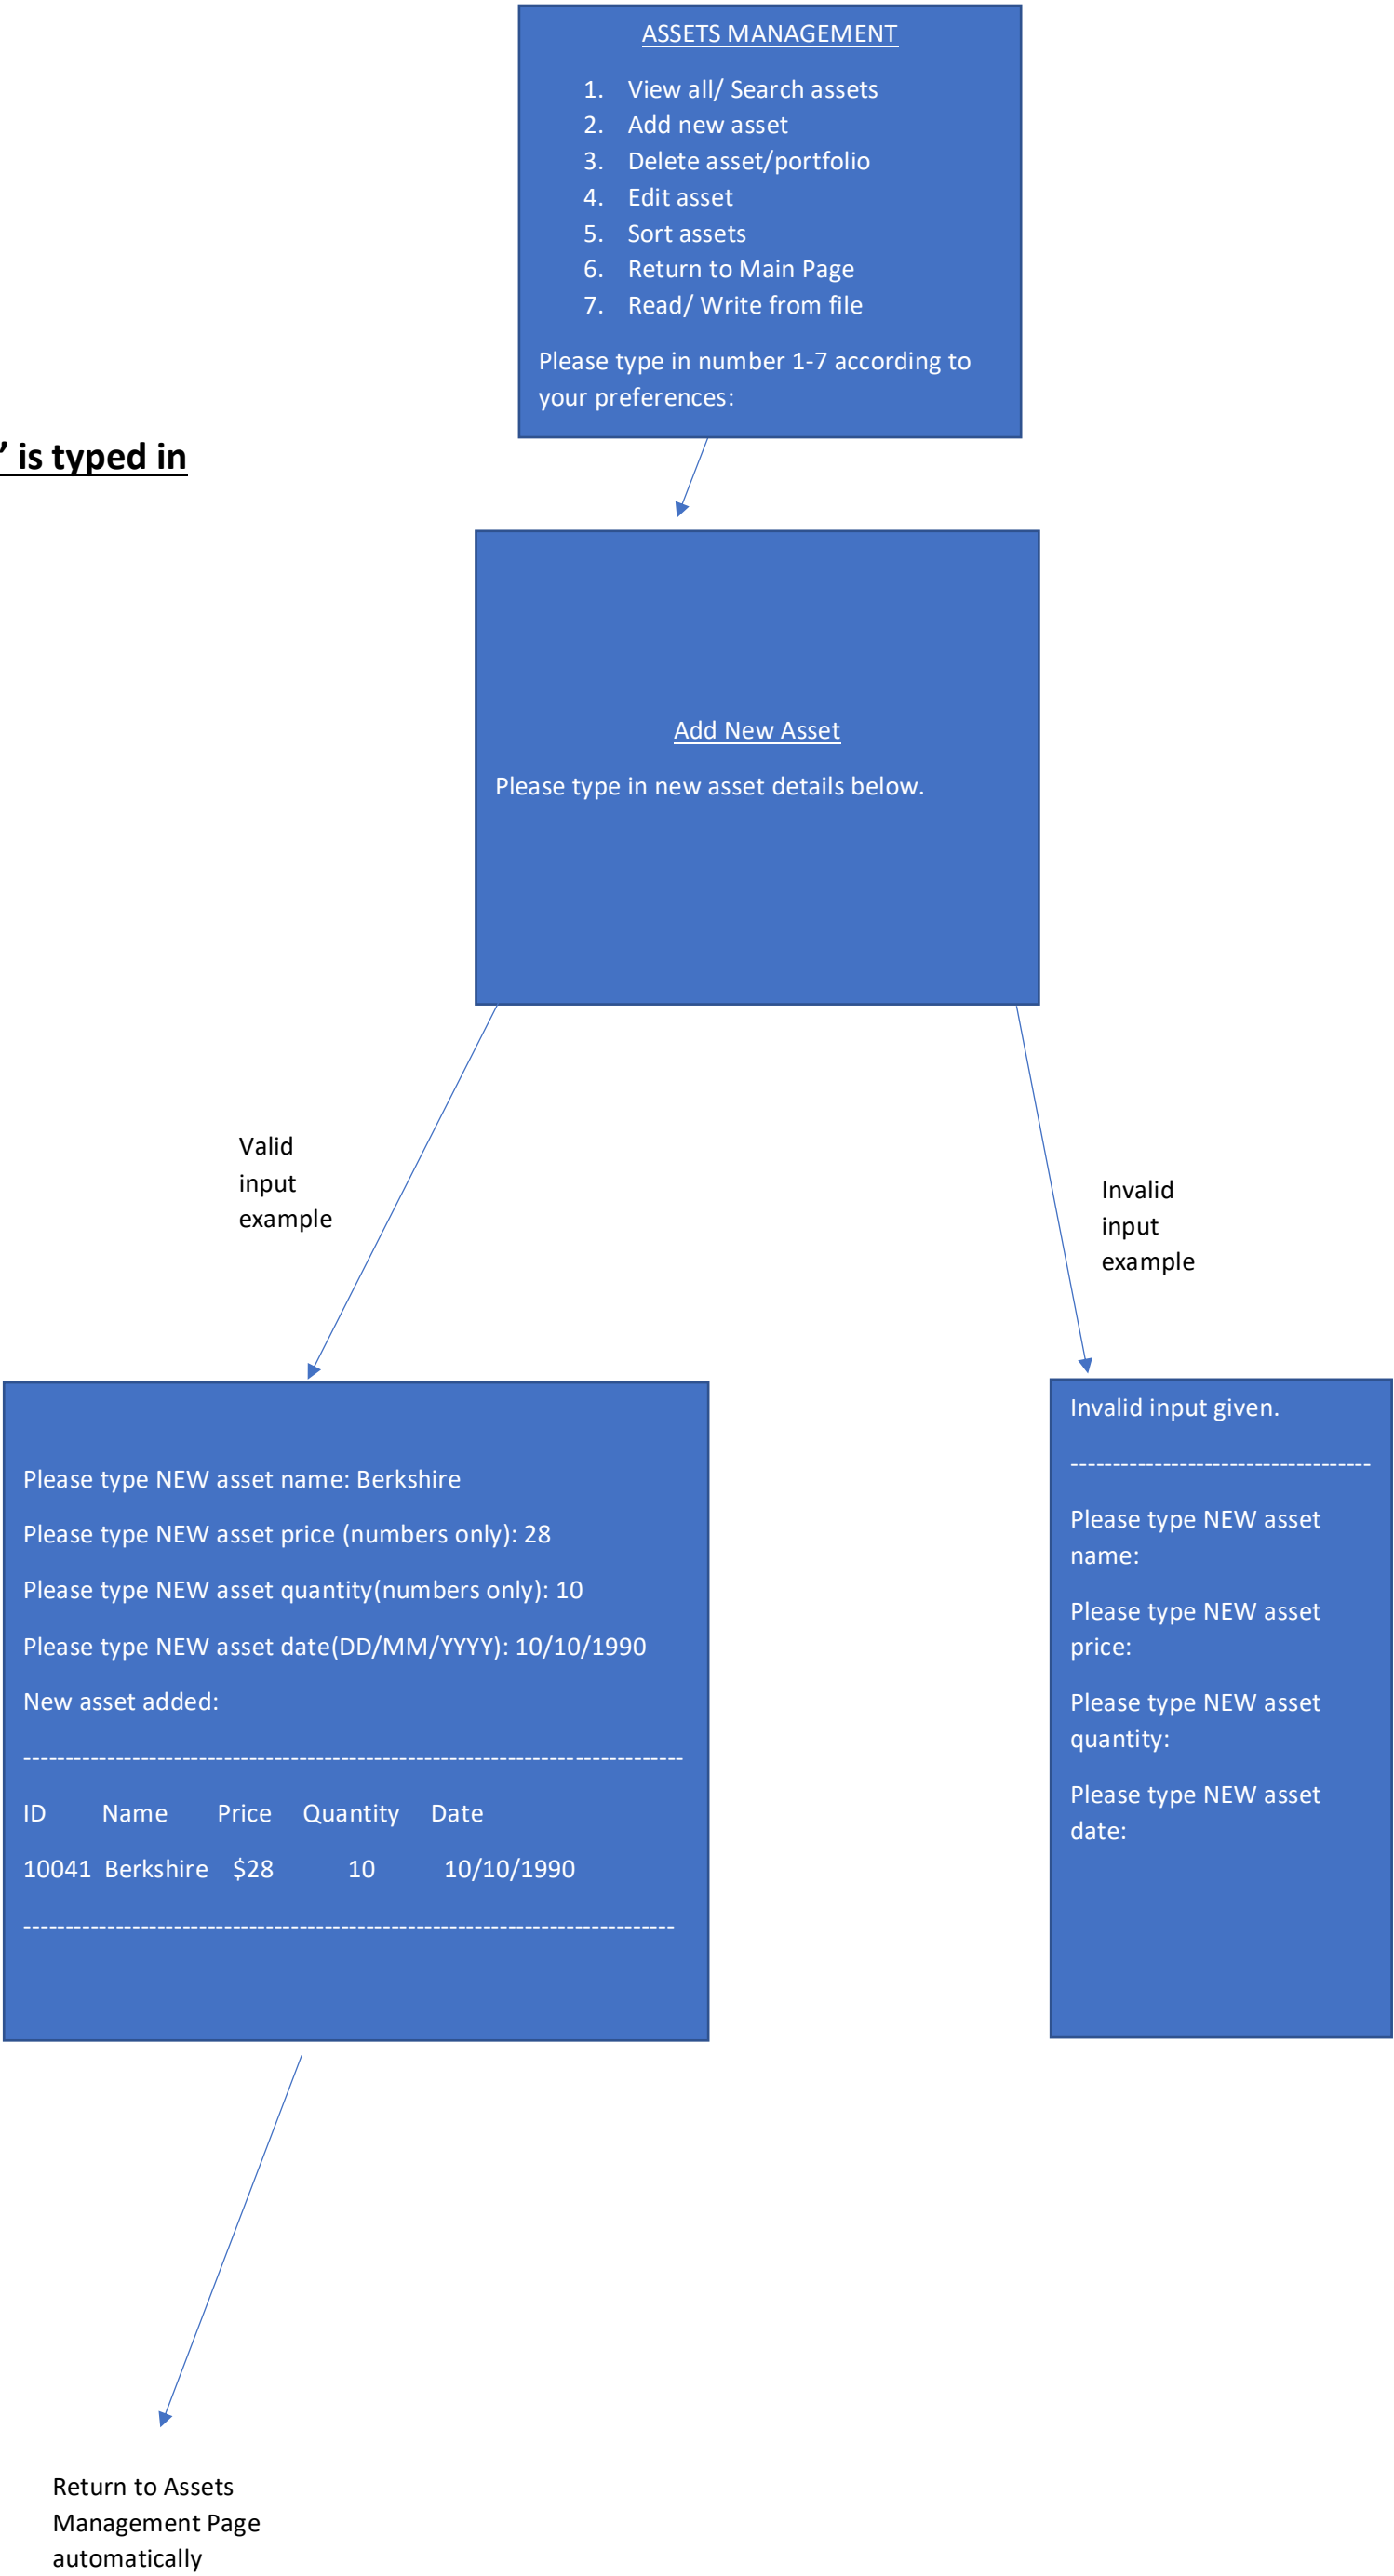 ASSETS MANAGEMENT
1. View all/ Search assets
2. Add new asset
3. Delete asset/portfolio
4. Edit asset
5. Sort assets
6. Return to Main Page
7. Read/ Write from file
Please type in number 1-7 according to
your preferences:
’ is typed in
Add New Asset
Please type in new asset details below.
Valid
input
example
Invalid
input
example
Please type NEW asset name: Berkshire
Please type NEW asset price (numbers only): 28
Please type NEW asset quantity(numbers only): 10
Please type NEW asset date(DD/MM/YYYY): 10/10/1990
New asset added:
-------------------------------------------------------------------------------
ID Name Price Quantity Date
10041 Berkshire $28 10 10/10/1990
------------------------------------------------------------------------------
Invalid input given.
------------------------------------
Please type NEW asset
name:
Please type NEW asset
price:
Please type NEW asset
quantity:
Please type NEW asset
date:
Return to Assets
Management Page
automatically